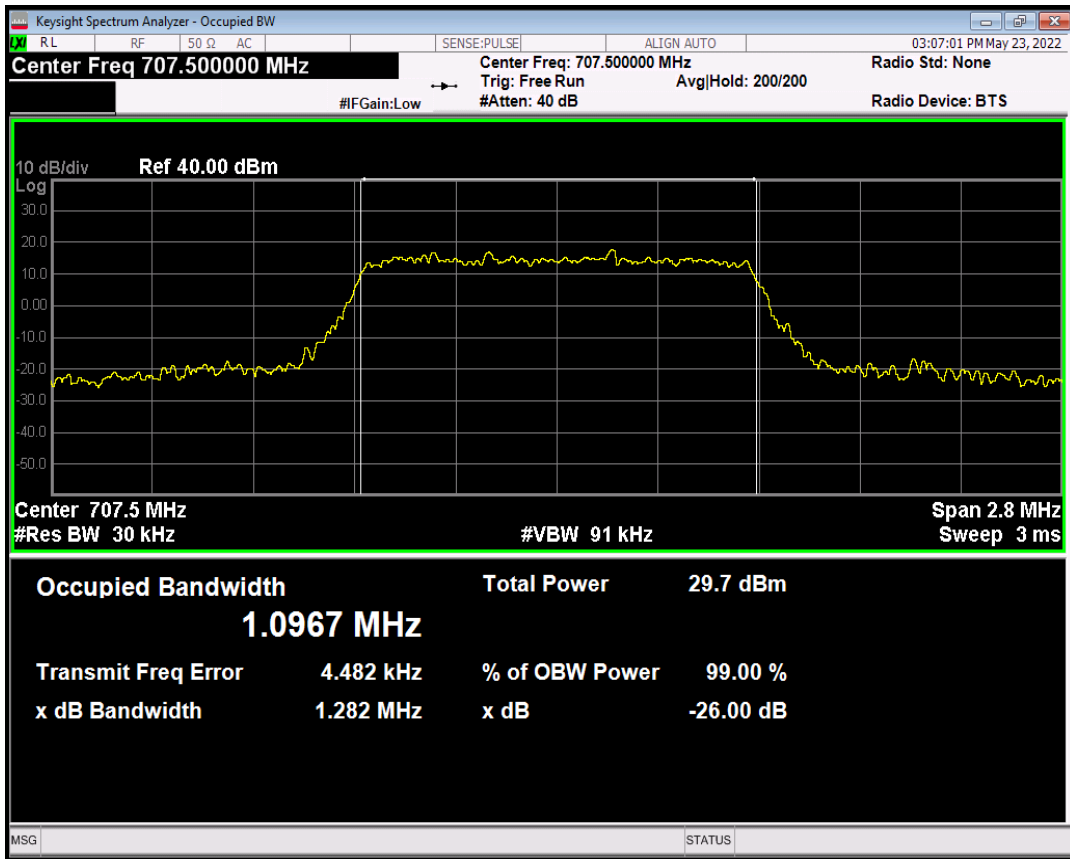 Keysight Spectrum Analyzer - Occupied BW
LXI RL RF 50 Ω AC SENSE:PULSE ALIGN AUTO 03:07:01 PM May 23, 2022
Center Freq 707.500000 MHz Center Freq: 707.500000 MHz Radio Std: None
Trig: Free Run Avg|Hold: 200/200
#IFGain:Low #Atten: 40 dB Radio Device: BTS
10 dB/div Ref 40.00 dBm
Log
30.0
20.0
10.0
0.00
-10.0
-20.0
-30.0
-40.0
-50.0
Center 707.5 MHz Span 2.8 MHz
#Res BW 30 kHz #VBW 91 kHz Sweep 3 ms
Occupied Bandwidth Total Power 29.7 dBm
1.0967 MHz
Transmit Freq Error 4.482 kHz % of OBW Power 99.00 %
x dB Bandwidth 1.282 MHz x dB -26.00 dB
MSG STATUS